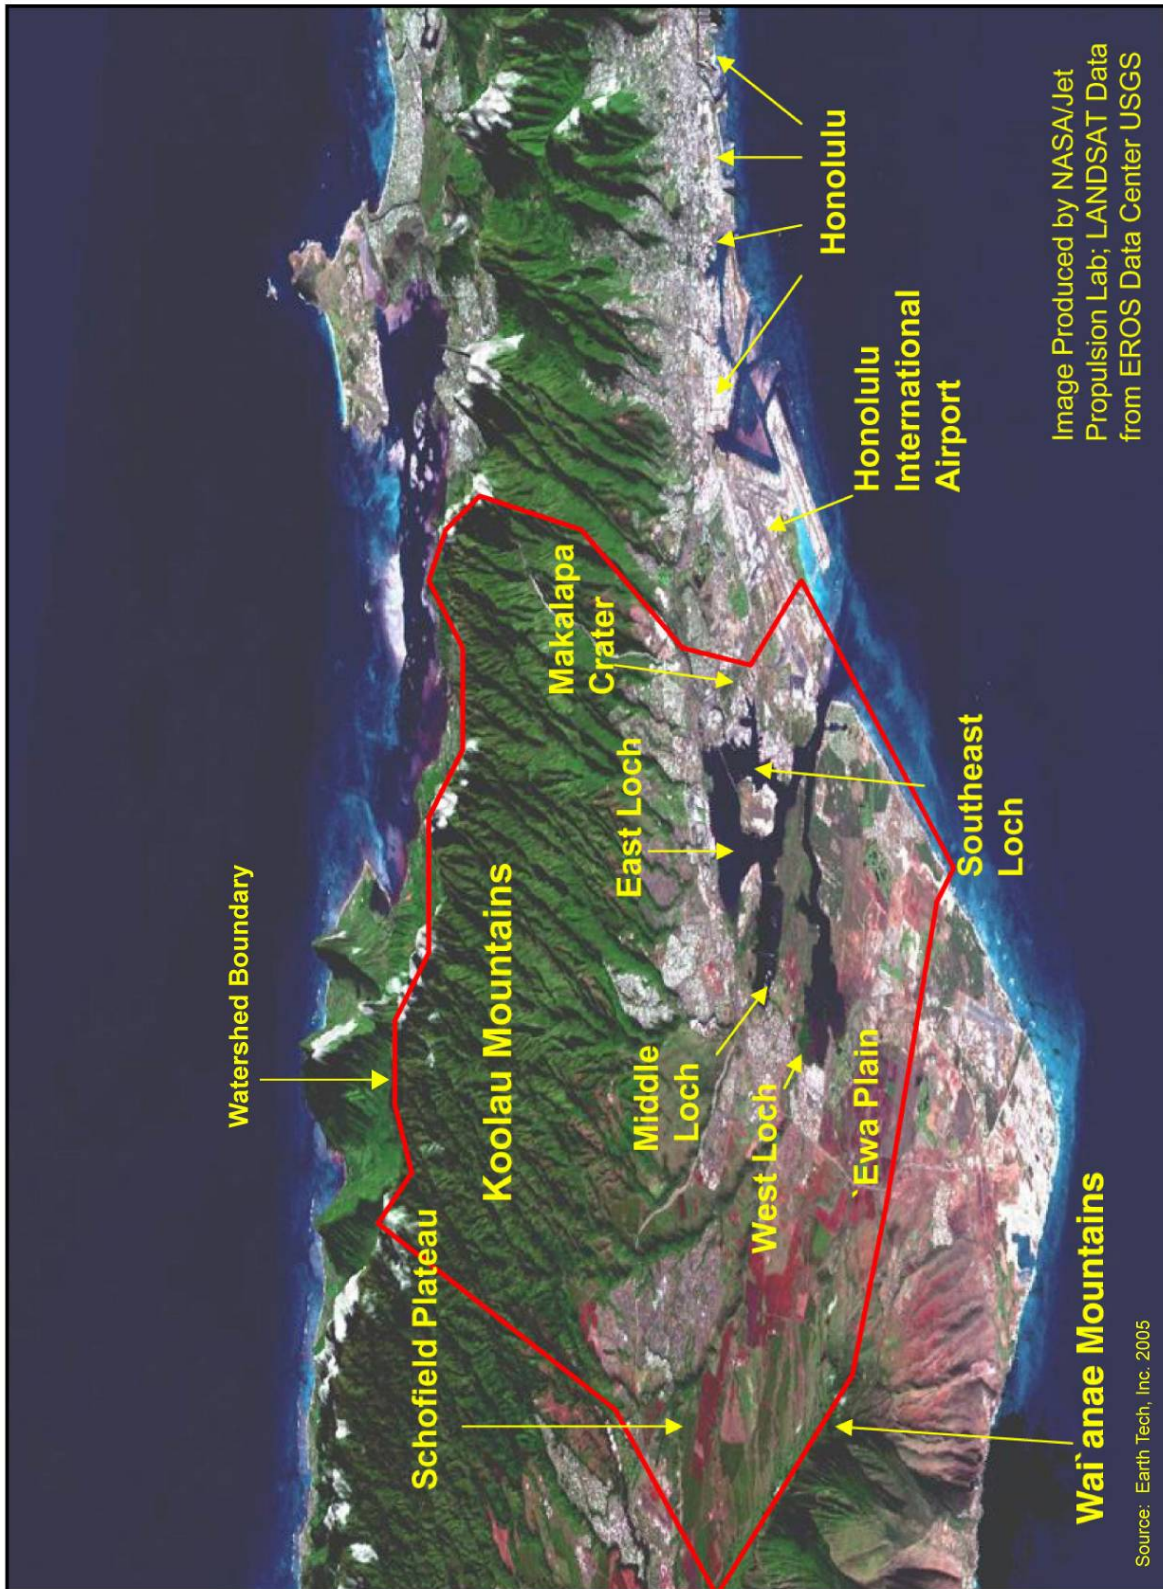 Watershed Boundary
Schofield Plateau
Koolau Mountains
Makalapa
Crater
East Loch
Middle
Loch
West Loch
Honolulu
`Ewa Plain
Honolulu
International
Airport
Southeast
Loch
Wai`anae Mountains
Image Produced by NASA/Jet
Propulsion Lab; LANDSAT Data
from EROS Data Center USGS
Source: Earth Tech, Inc. 2005